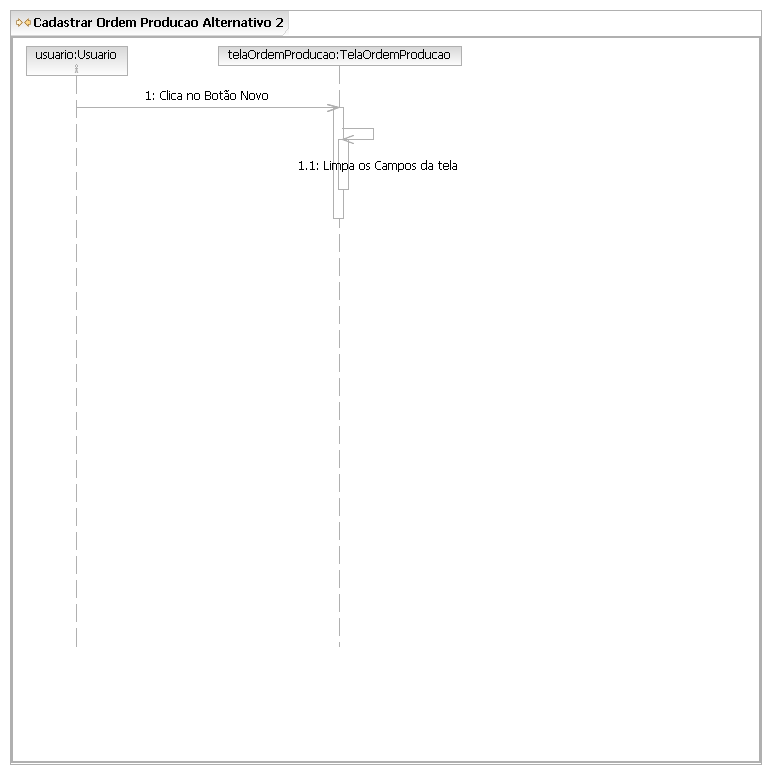 Cadastrar Ordem Producao Alternativo 2
usuario:Usuario
telaOrdemProducao:TelaOrdemProducao
1: Clica no Botão Novo
1.1: Limpa os Campos da tela